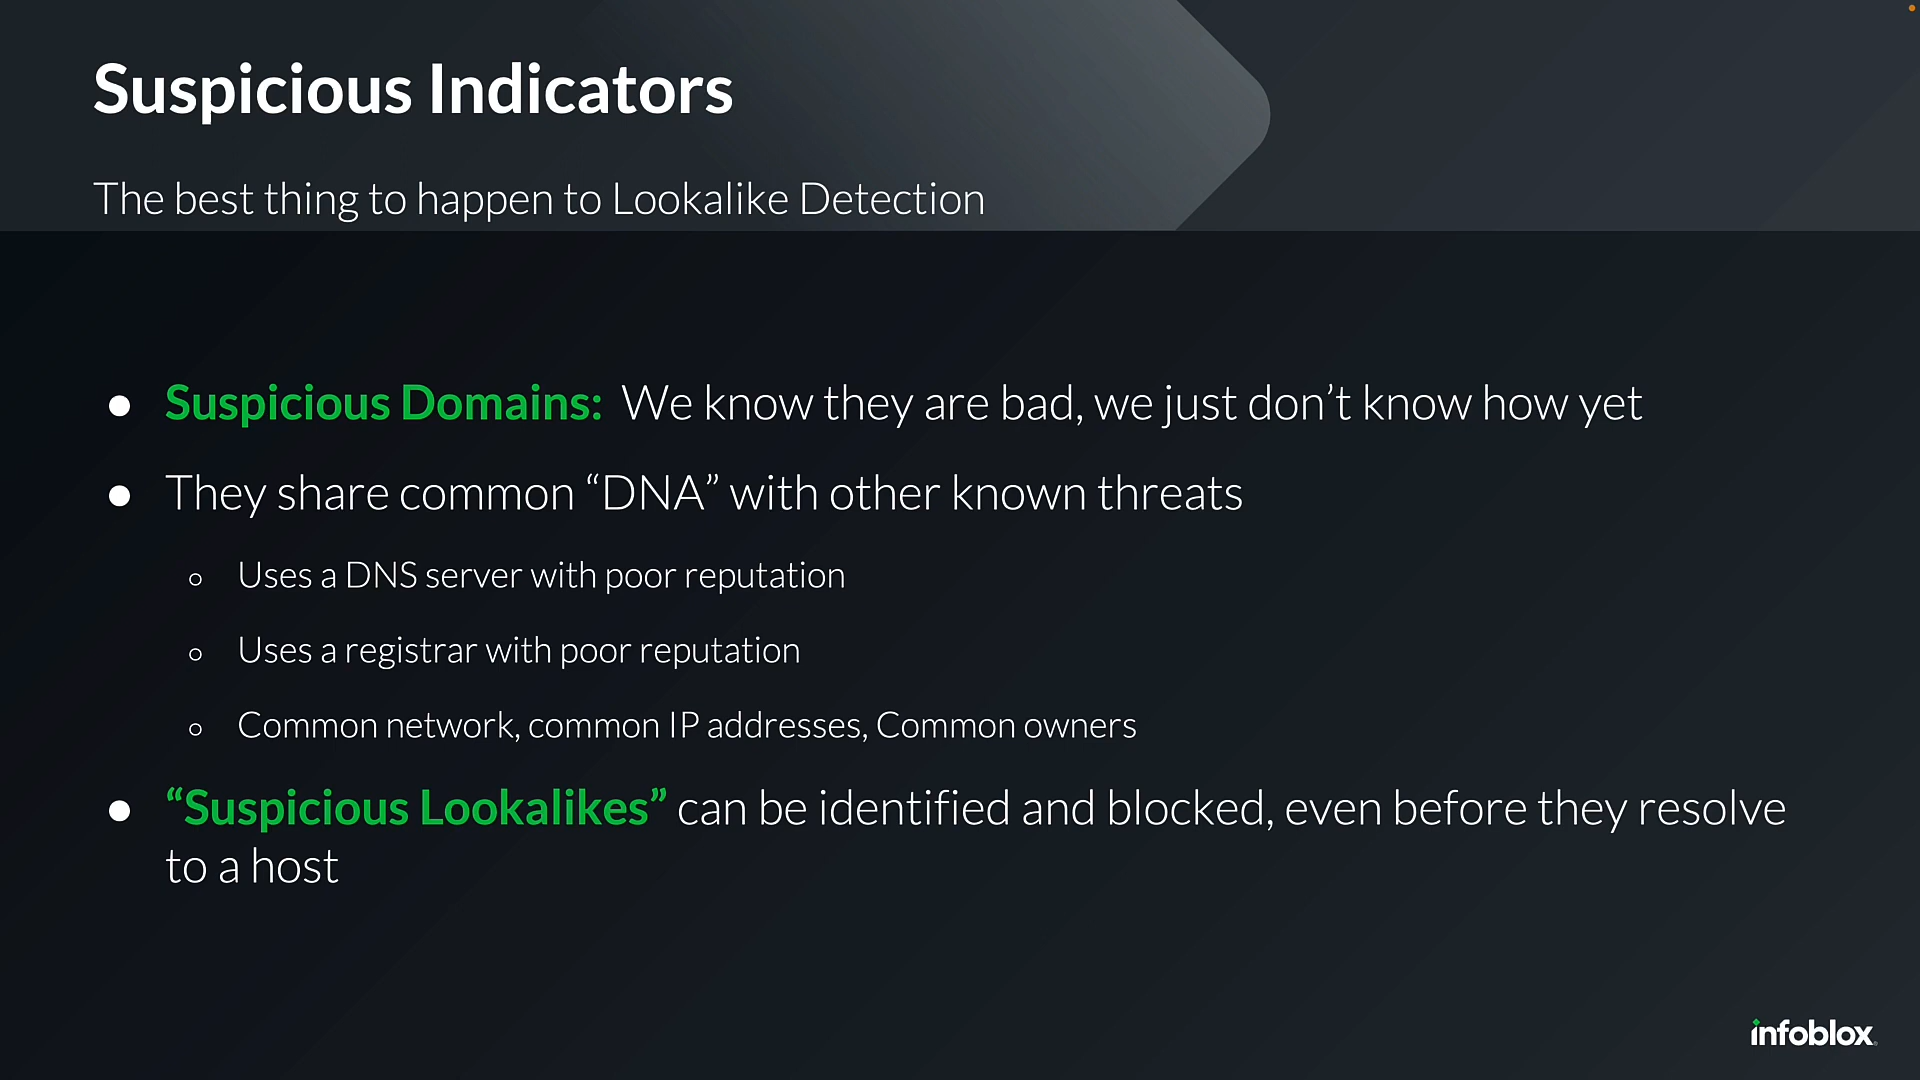 Suspicious Indicators
The best thing to happen to Lookalike Detection
● Suspicious Domains: We know they are bad, we just don’t know how yet
● They share common “DNA” with other known threats
○ Uses a DNS server with poor reputation
○ Uses a registrar with poor reputation
○ Common network, common IP addresses, Common owners
● “Suspicious Lookalikes” can be identified and blocked, even before they resolve
to a host
infoblox®